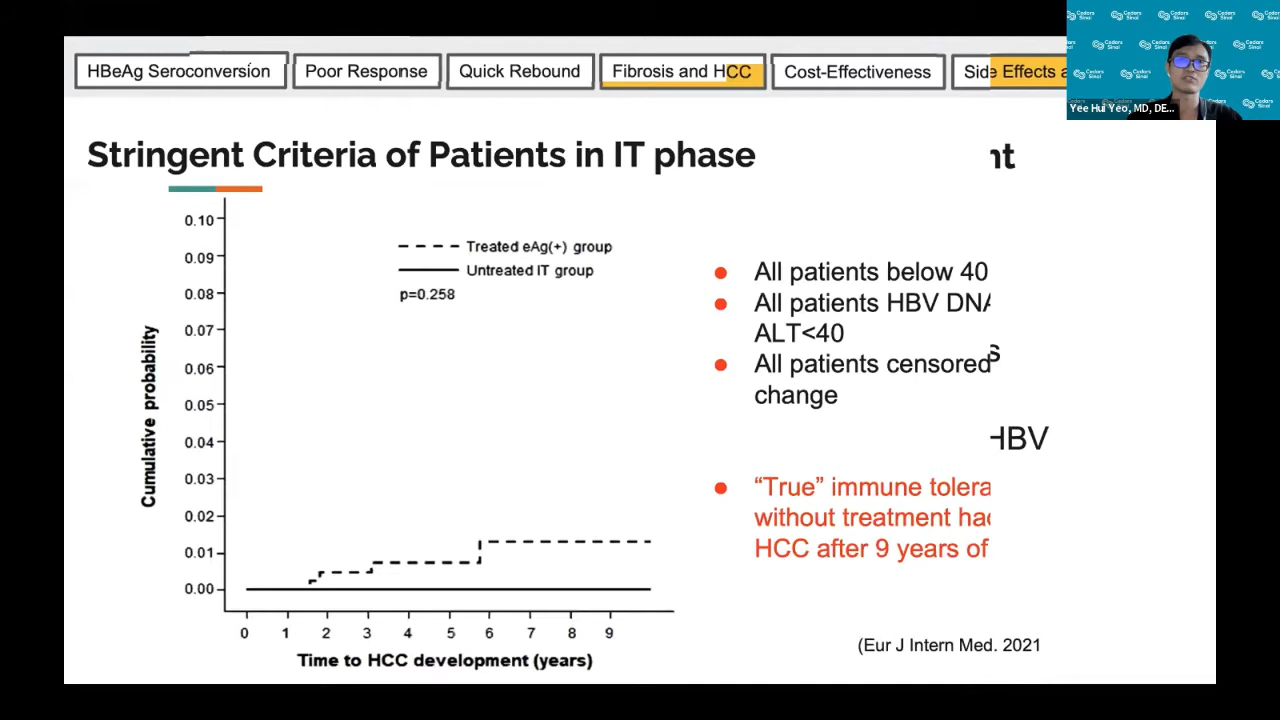 HBeAg Seroconversion
Poor Response
Quick Rebound
Fibrosis and HCC
Cost-Effectiveness
Side Effects a
Cedars Sinai
Yee Hui Yeo, MD, DE...
Stringent Criteria of Patients in IT phase
nt
0.10
0.09
0.08
0.07
0.06
0.05
0.04
0.03
0.02
0.01
0.00
Cumulative probability
Treated eAg(+) group
Untreated IT group
p=0.258
0 1 2 3 4 5 6 7 8 9
Time to HCC development (years)
All patients below 40
All patients HBV DNA
ALT<40
s
All patients censored
change
HBV
“True” immune tolera
without treatment had
HCC after 9 years of
(Eur J Intern Med. 2021